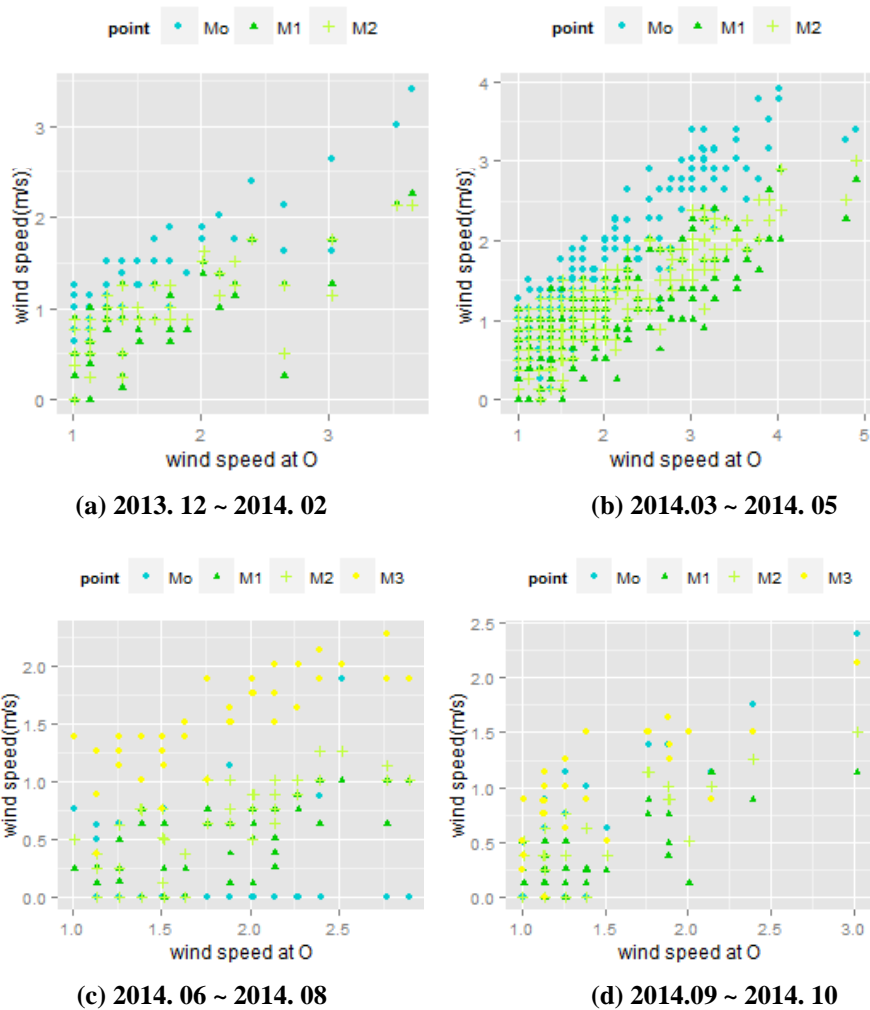 point Mo M1 M2
wind speed(m/s)
3
2
1
0
1 2 3
wind speed at O
(a) 2013. 12 ~ 2014. 02
point Mo M1 M2
wind speed(m/s)
4
3
2
1
0
1 2 3 4 5
wind speed at O
(b) 2014.03 ~ 2014. 05
point Mo M1 M2 M3
wind speed(m/s)
2.0
1.5
1.0
0.5
0.0
1.0 1.5 2.0 2.5
wind speed at O
(c) 2014. 06 ~ 2014. 08
point Mo M1 M2 M3
wind speed(m/s)
2.5
2.0
1.5
1.0
0.5
0.0
1.0 1.5 2.0 2.5 3.0
wind speed at O
(d) 2014.09 ~ 2014. 10